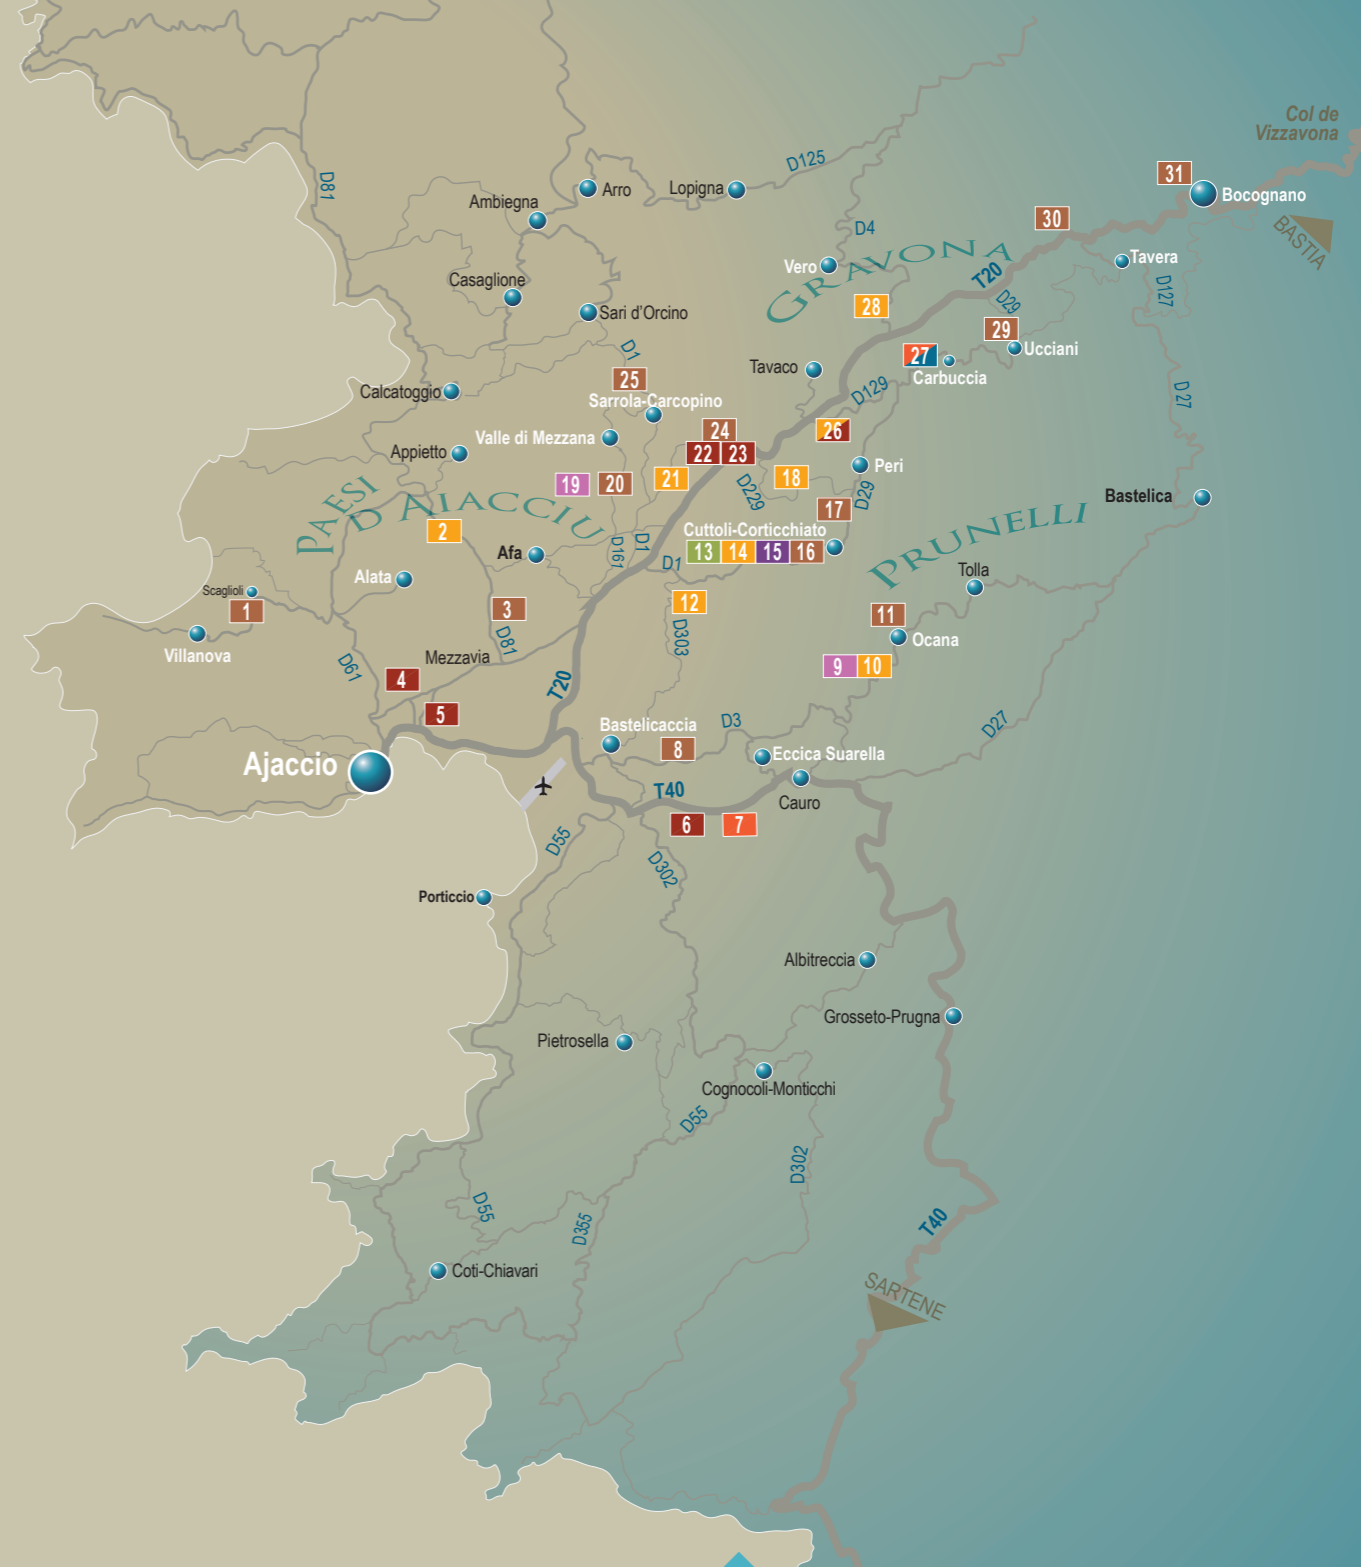 Col de
Vizzavona
31
Bocognano
BASTIA
D125
D81
Arro
Lopigna
Ambiegna
30
D4
GRAVONA
T20
Tavera
D127
Vero
Casaglione
28
D29
Sari d'Orcino
29
Ucciani
D1
27
Carbuccia
Tavaco
25
Calcatoggio
D129
D27
Sarrola-Carcopino
24
26
Valle di Mezzana
22
23
Appietto
Peri
19
20
21
18
D229
D29
Bastelica
PAESI
D'AIACCIU
17
PRUNELLI
2
Cuttoli-Corticchiato
Afa
D161
D1
D1
13
14
15
16
Alata
Tolla
Scaglioli
1
3
12
11
D303
Ocana
Villanova
D81
D61
Mezzavia
9
10
4
T20
5
Bastelicaccia
D3
D27
8
Eccica Suarella
Ajaccio
T40
Cauro
6
7
D55
D302
Porticcio
Albitreccia
Grosseto-Prugna
Pietrosella
Cognocoli-Monticchi
D55
D302
D55
D355
T40
Coti-Chiavari
SARTENE